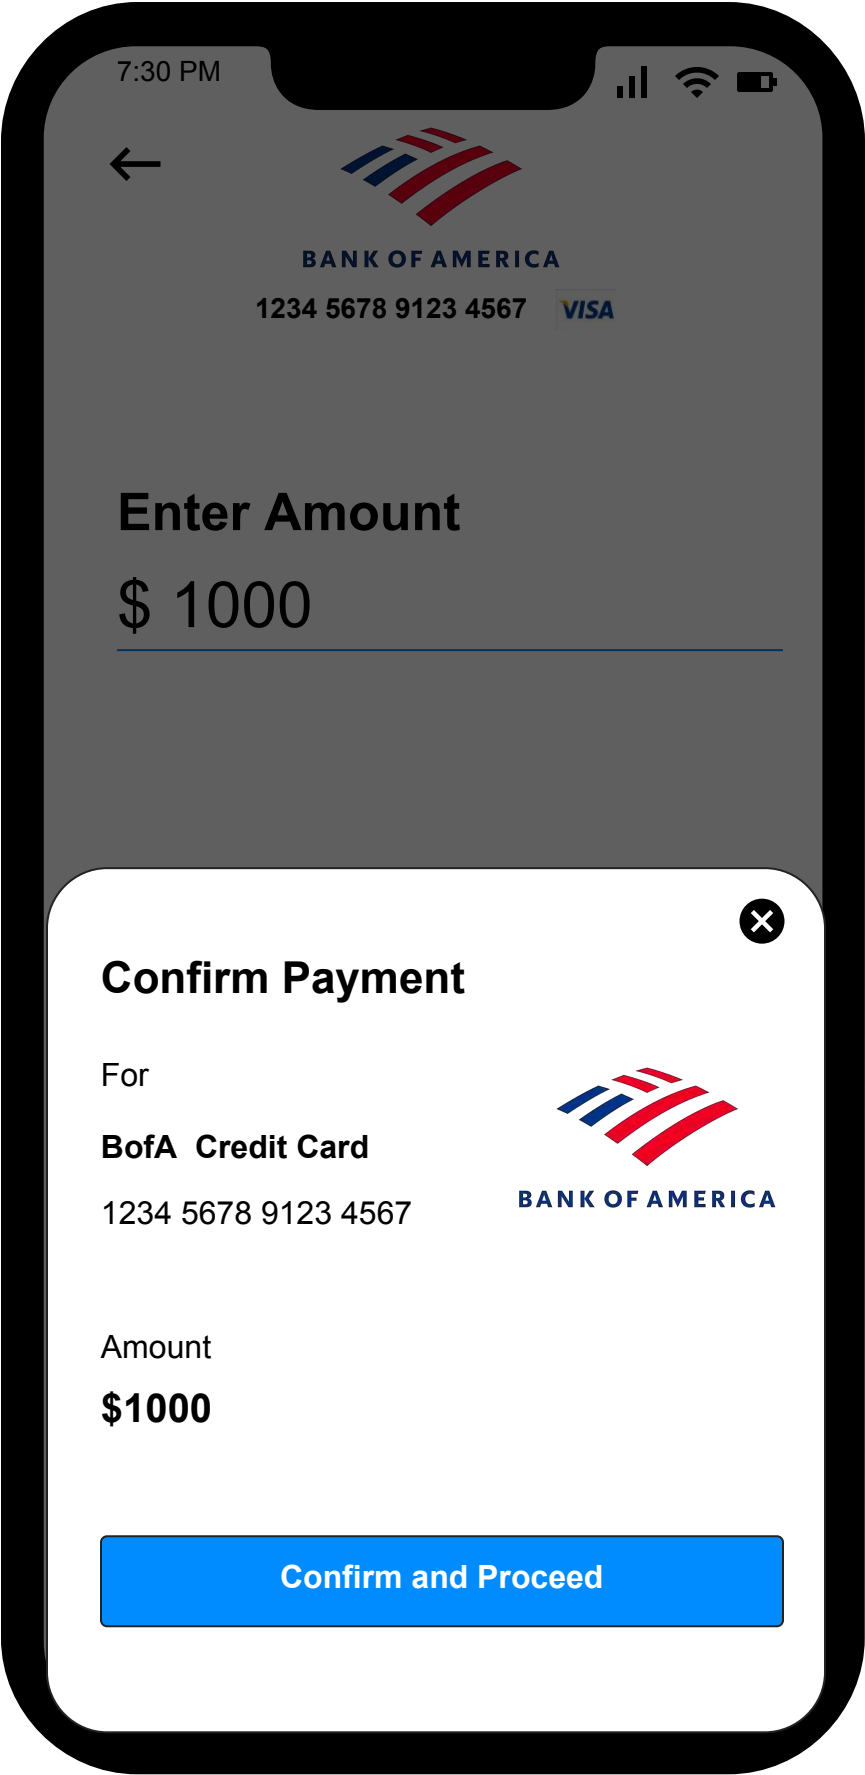 7:30 PM
BANK OF AMERICA
1234 5678 9123 4567 VISA
Enter Amount
$ 1000
Confirm Payment
For
BofA Credit Card
BANK OF AMERICA
1234 5678 9123 4567
Amount
$1000
Confirm and Proceed